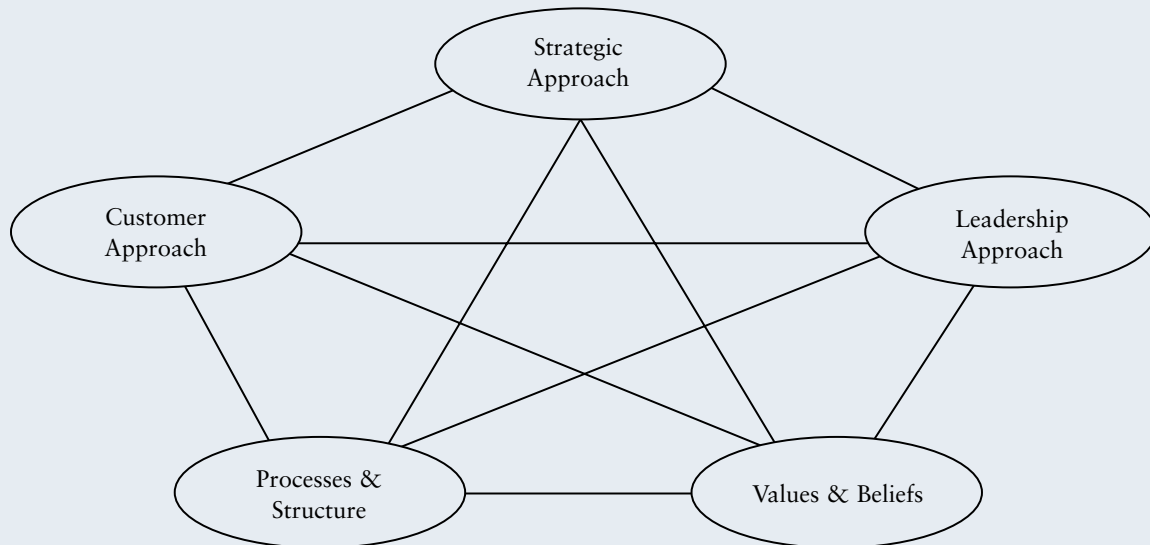 Strategic
Approach
Customer
Approach
Leadership
Approach
Processes &
Structure
Values & Beliefs